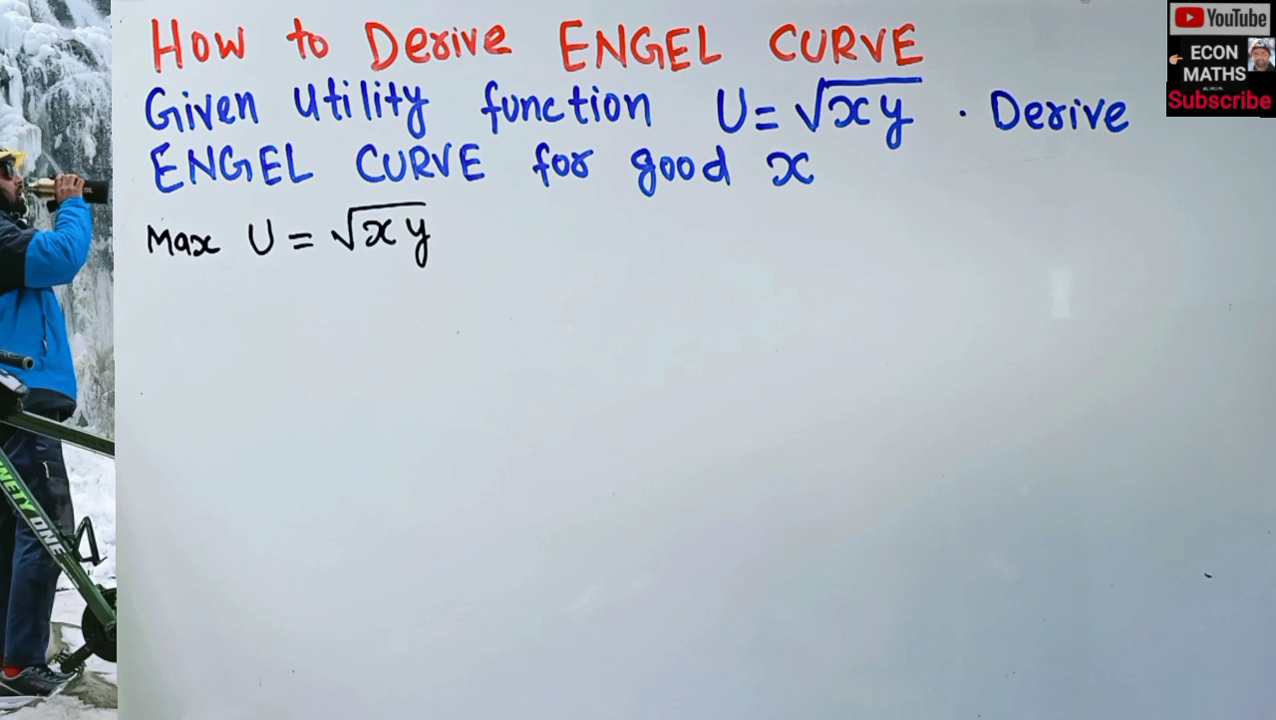 How to Derive ENGEL CURVE
Given Utility function U = √xy . Derive
ENGEL CURVE for good x
Max U = √xy
YouTube
ECON
MATHS
Subscribe
NETY ONE